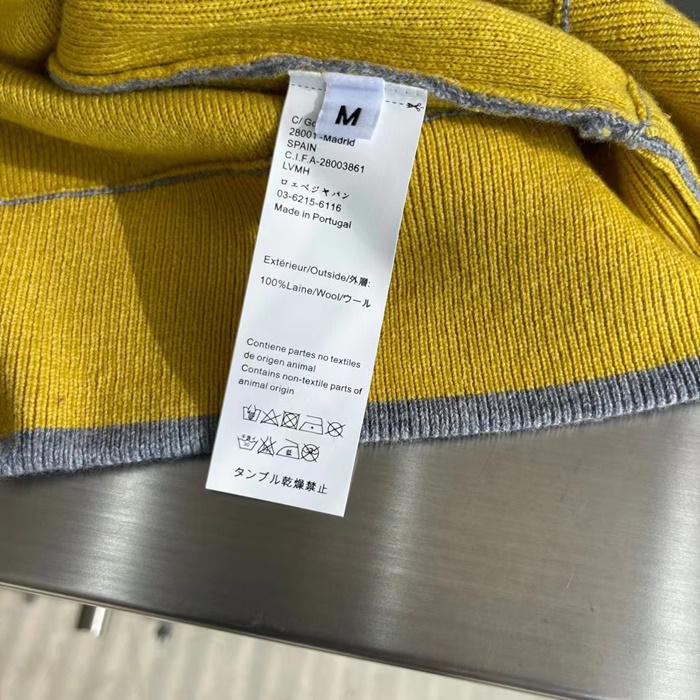 M
C/
28001-Madrid
SPAIN
C.I.F.A-28003861
LVMH
ロエベジャパン
03-6215-6116
Made in Portugal
Extérieur/Outside/外層:
100%Laine/Wool/ウール
Contiene partes no textiles
de origen animal
Contains non-textile parts of
animal origin
タンブル乾燥禁止